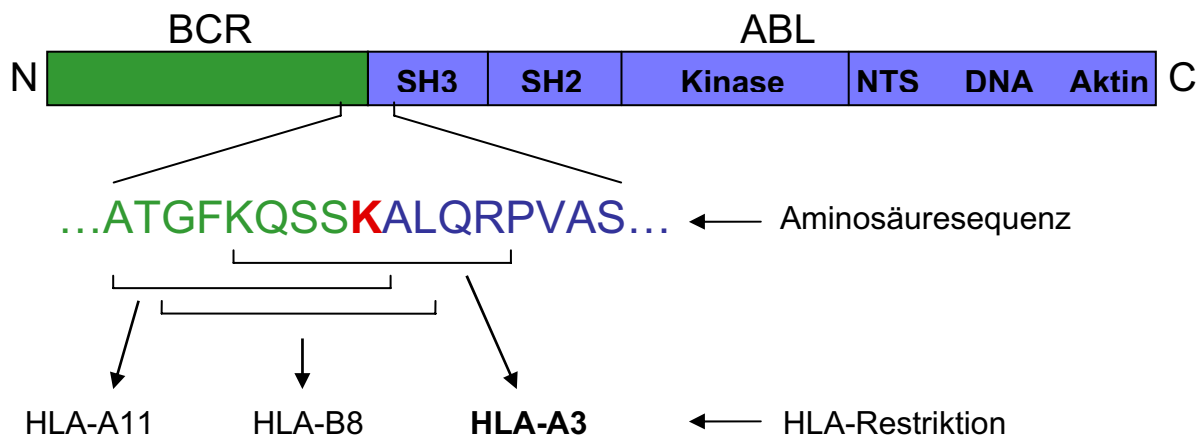 BCR ABL
N SH3 SH2 Kinase NTS DNA Aktin C
...ATGFKQSSKALQRPVAS... Aminosäuresequenz
HLA-A11 HLA-B8 HLA-A3 HLA-Restriktion